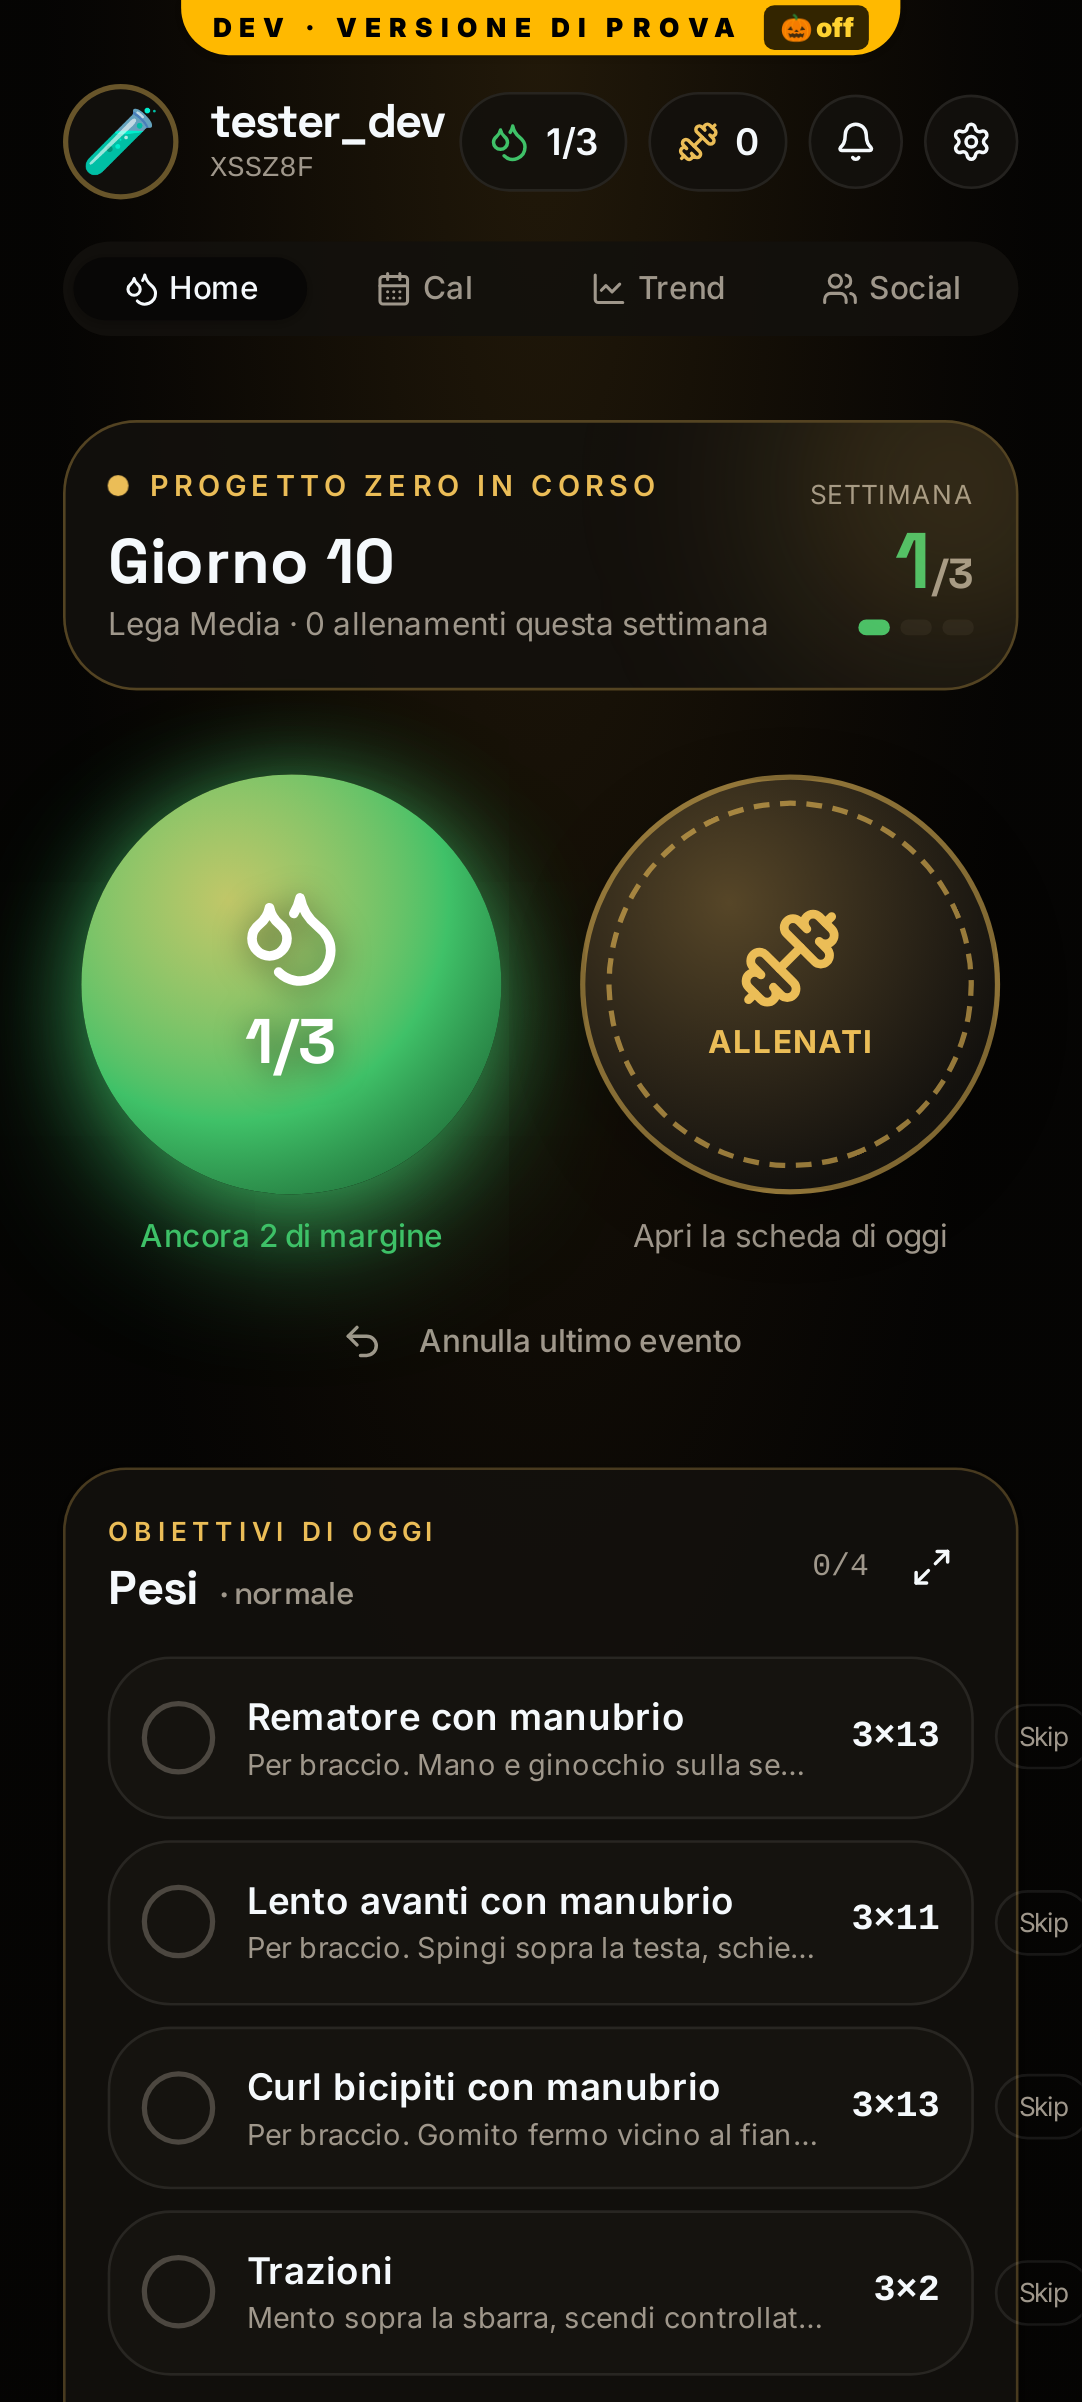 DEV · VERSIONE DI PROVA 🎃 off
tester_dev
XSSZ8F
1/3
0
Home
Cal
Trend
Social
PROGETTO ZERO IN CORSO
SETTIMANA
Giorno 10
1/3
Lega Media · 0 allenamenti questa settimana
1/3
ALLENATI
Ancora 2 di margine
Apri la scheda di oggi
Annulla ultimo evento
OBIETTIVI DI OGGI
Pesi · normale
0/4
Rematore con manubrio
Per braccio. Mano e ginocchio sulla se...
3×13
Skip
Lento avanti con manubrio
Per braccio. Spingi sopra la testa, schie...
3×11
Skip
Curl bicipiti con manubrio
Per braccio. Gomito fermo vicino al fian...
3×13
Skip
Trazioni
Mento sopra la sbarra, scendi controllat...
3×2
Skip